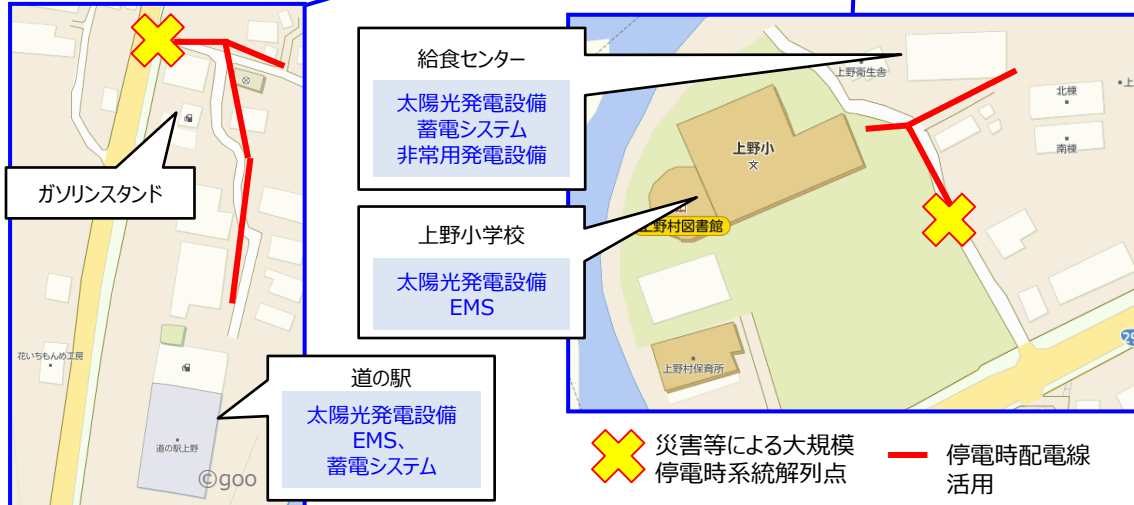 給食センター
太陽光発電設備
蓄電システム
非常用発電設備
ガソリンスタンド
上野小学校
太陽光発電設備
EMS
道の駅
太陽光発電設備
EMS、
蓄電システム
花いちもんめ工房
道の駅上野
©goo
上野衛生舎
北棟
南棟
上
上野小
文
上野村図書館
上野村保育所
29
災害等による大規模
停電時系統解列点
停電時配電線
活用